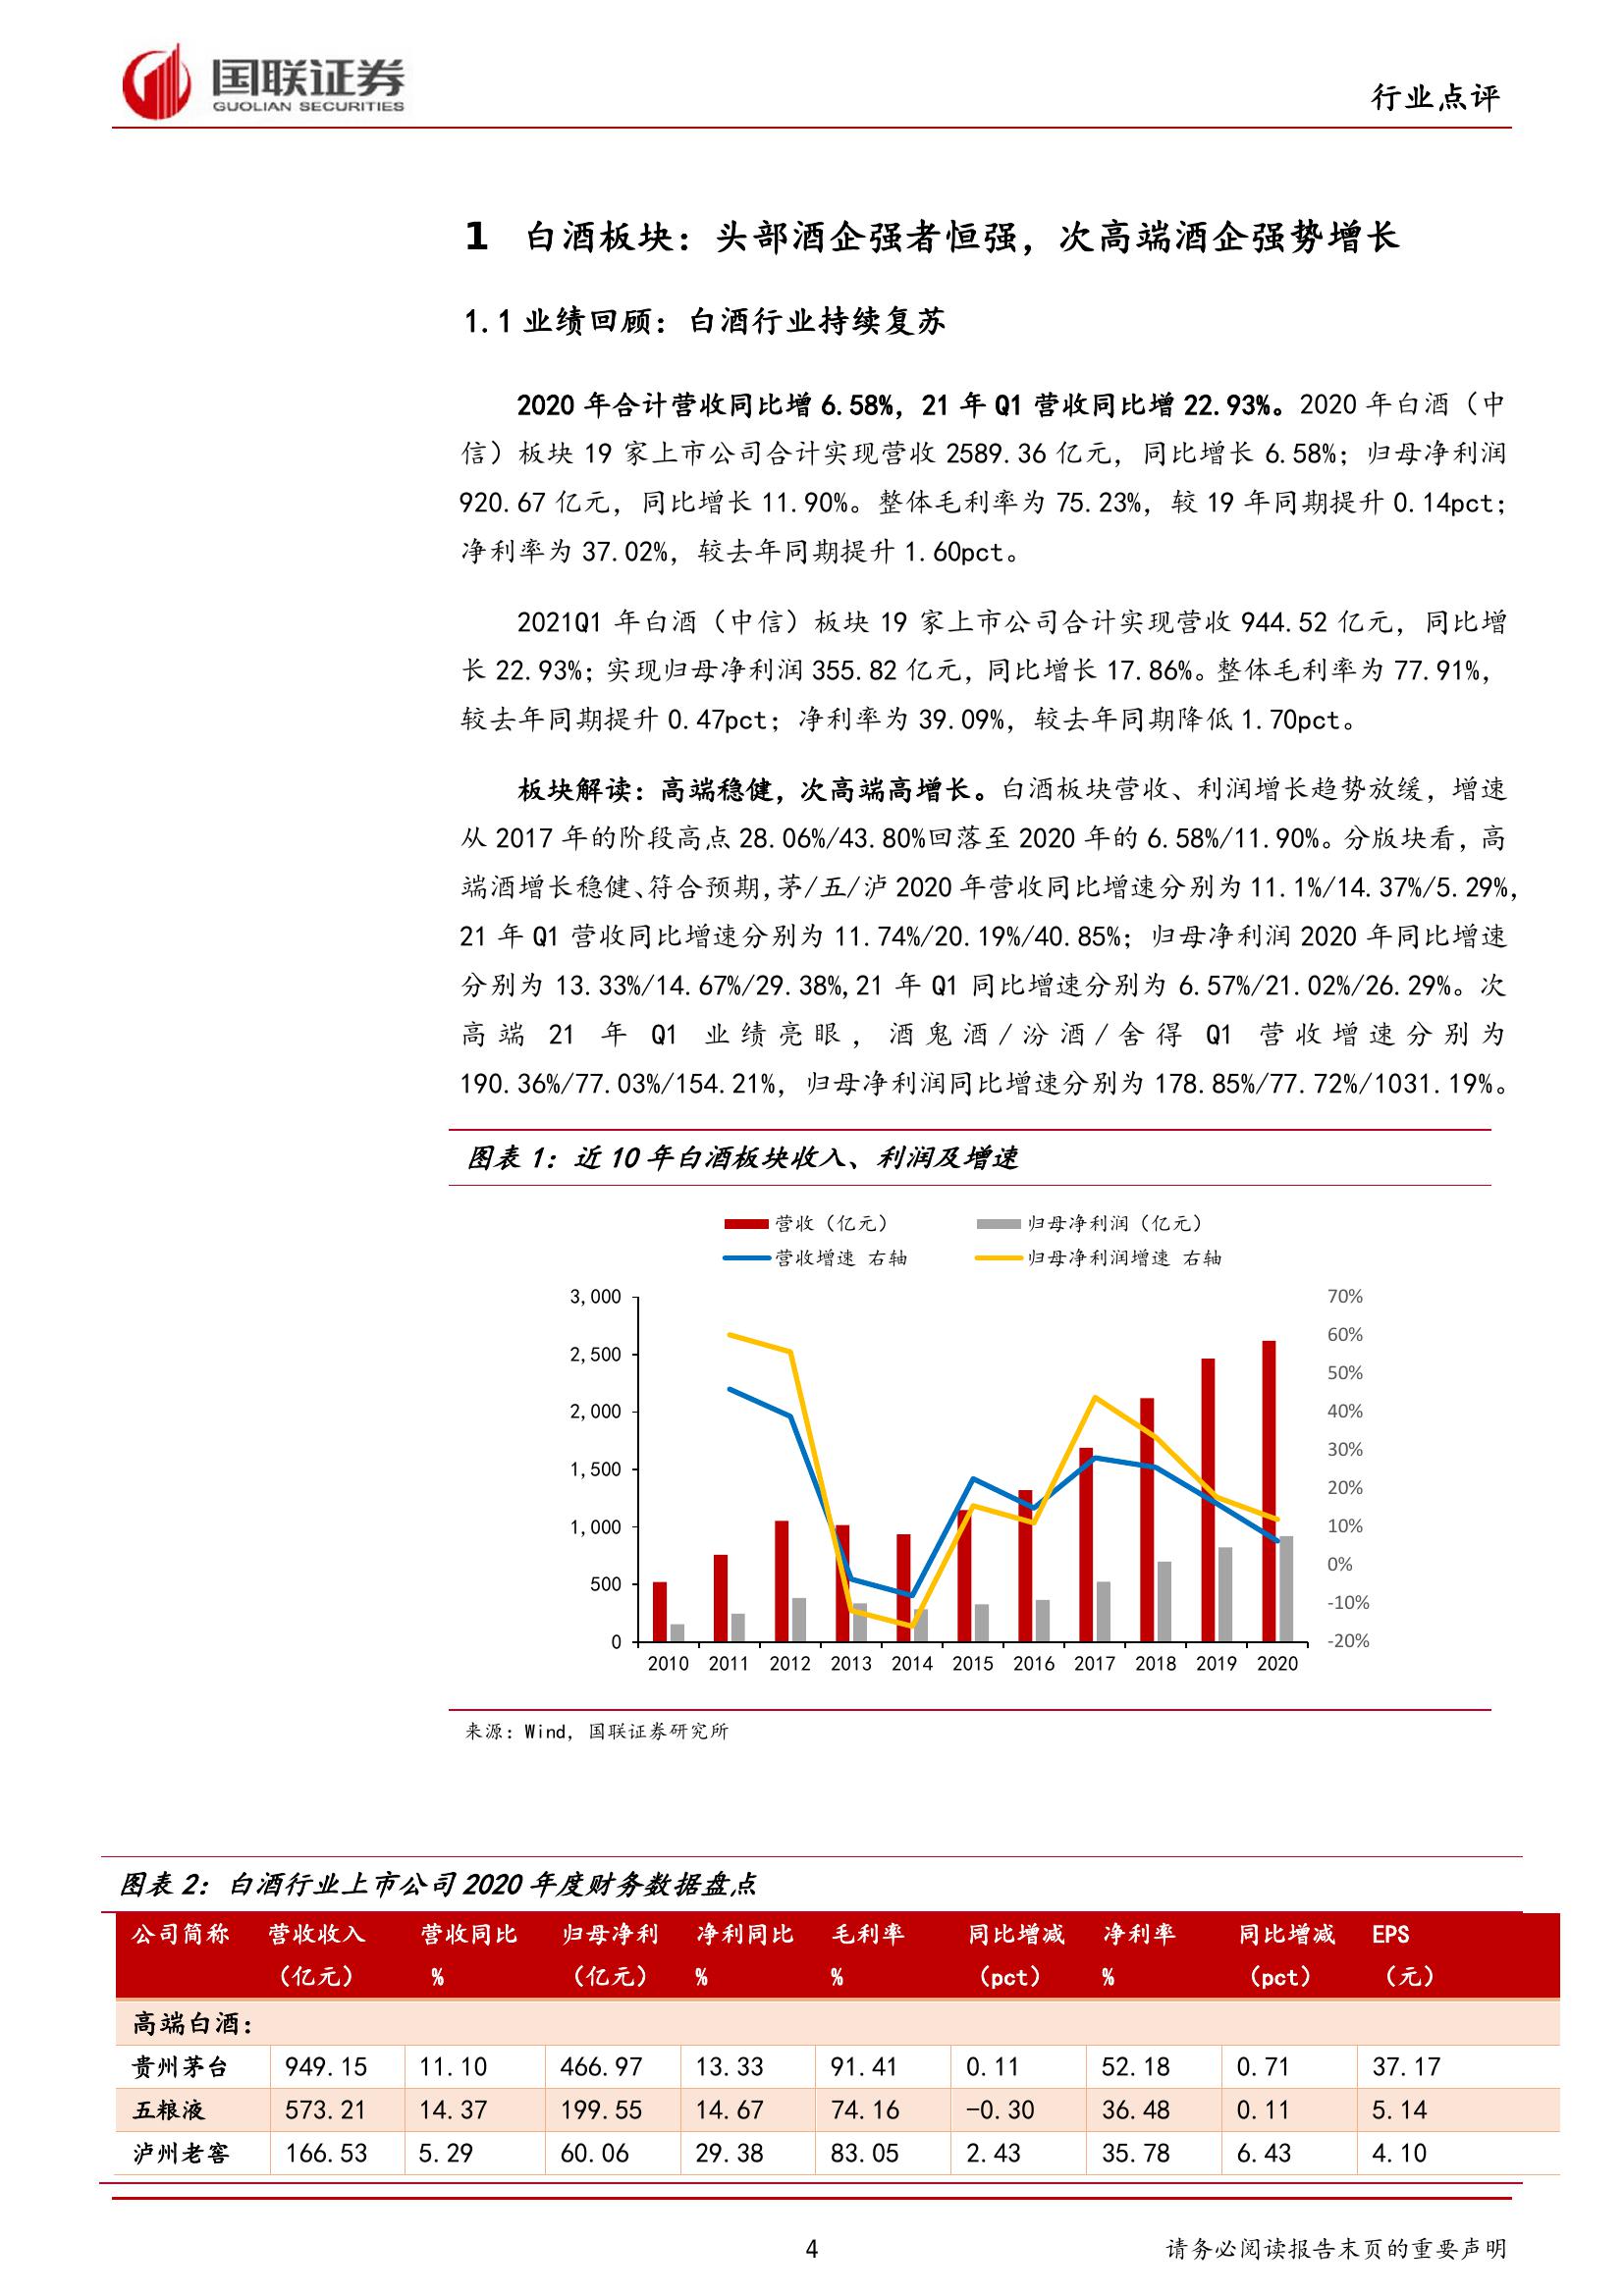 国联证券
GUOLIAN SECURITIES
行业点评
1 白酒板块：头部酒企强者恒强，次高端酒企强势增长
1.1 业绩回顾：白酒行业持续复苏
2020 年合计营收同比增 6.58%，21 年 Q1 营收同比增 22.93%。2020 年白酒（中
信）板块 19 家上市公司合计实现营收 2589.36 亿元，同比增长 6.58%；归母净利润
920.67 亿元，同比增长 11.90%。整体毛利率为 75.23%，较 19 年同期提升 0.14pct；
净利率为 37.02%，较去年同期提升 1.60pct。
2021Q1 年白酒（中信）板块 19 家上市公司合计实现营收 944.52 亿元，同比增
长 22.93%；实现归母净利润 355.82 亿元，同比增长 17.86%。整体毛利率为 77.91%，
较去年同期提升 0.47pct；净利率为 39.09%，较去年同期降低 1.70pct。
板块解读：高端稳健，次高端高增长。白酒板块营收、利润增长趋势放缓，增速
从 2017 年的阶段高点 28.06%/43.80%回落至 2020 年的 6.58%/11.90%。分版块看，高
端酒增长稳健、符合预期，茅/五/泸 2020 年营收同比增速分别为 11.1%/14.37%/5.29%，
21 年 Q1 营收同比增速分别为 11.74%/20.19%/40.85%；归母净利润 2020 年同比增速
分别为 13.33%/14.67%/29.38%,21 年 Q1 同比增速分别为 6.57%/21.02%/26.29%。次
高端 21 年 Q1 业绩亮眼，酒鬼酒/汾酒/舍得 Q1 营收增速分别为
190.36%/77.03%/154.21%，归母净利润同比增速分别为 178.85%/77.72%/1031.19%。
图表 1：近 10 年白酒板块收入、利润及增速
营收（亿元） 归母净利润（亿元）
营收增速 右轴 归母净利润增速 右轴
3,000 70%
60%
2,500 50%
2,000 40%
30%
1,500 20%
1,000 10%
0%
500 -10%
0 -20%
2010 2011 2012 2013 2014 2015 2016 2017 2018 2019 2020
来源：Wind，国联证券研究所
图表 2：白酒行业上市公司 2020 年度财务数据盘点
公司简称 营收收入 营收同比 归母净利 净利同比 毛利率 同比增减 净利率 同比增减 EPS
（亿元） % （亿元） % % （pct） % （pct） （元）
高端白酒：
贵州茅台 949.15 11.10 466.97 13.33 91.41 0.11 52.18 0.71 37.17
五粮液 573.21 14.37 199.55 14.67 74.16 -0.30 36.48 0.11 5.14
泸州老窖 166.53 5.29 60.06 29.38 83.05 2.43 35.78 6.43 4.10
4 请务必阅读报告末页的重要声明